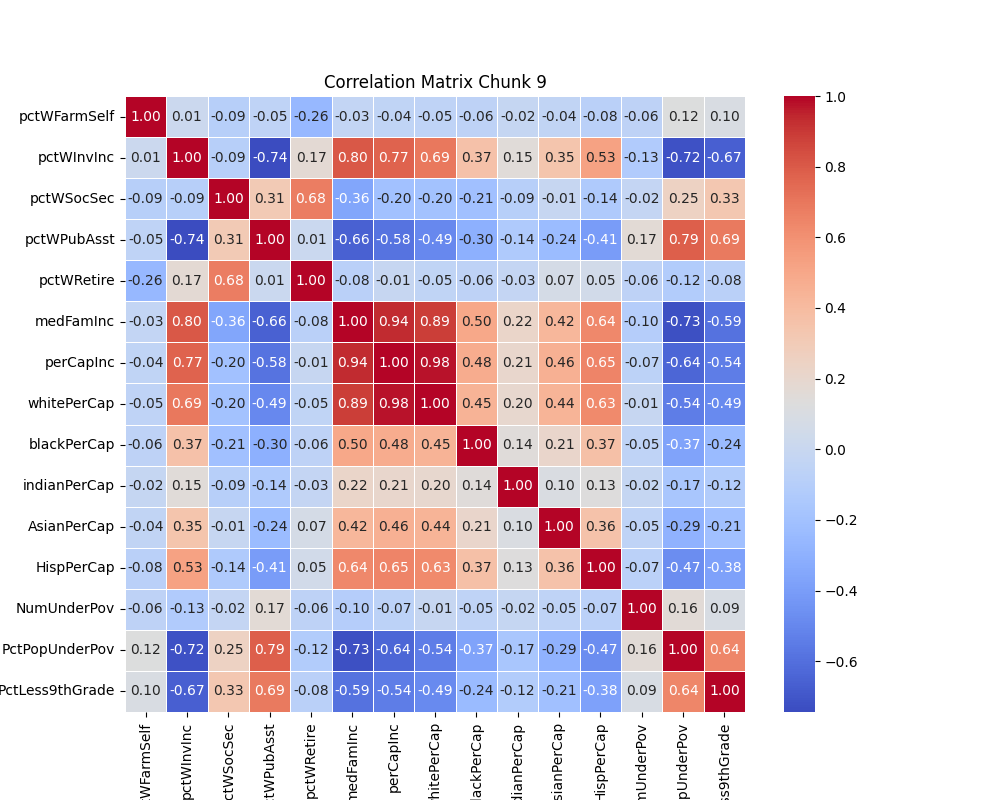 Correlation Matrix Chunk 9
pctWFarmSelf 1.00 0.01 -0.09 -0.05 -0.26 -0.03 -0.04 -0.05 -0.06 -0.02 -0.04 -0.08 -0.06 0.12 0.10
pctWInvInc 0.01 1.00 -0.09 -0.74 0.17 0.80 0.77 0.69 0.37 0.15 0.35 0.53 -0.13 -0.72 -0.67
pctWSocSec -0.09 -0.09 1.00 0.31 0.68 -0.36 -0.20 -0.20 -0.21 -0.09 -0.01 -0.14 -0.02 0.25 0.33
pctWPubAsst -0.05 -0.74 0.31 1.00 0.01 -0.66 -0.58 -0.49 -0.30 -0.14 -0.24 -0.41 0.17 0.79 0.69
pctWRetire -0.26 0.17 0.68 0.01 1.00 -0.08 -0.01 -0.05 -0.06 -0.03 0.07 0.05 -0.06 -0.12 -0.08
medFamInc -0.03 0.80 -0.36 -0.66 -0.08 1.00 0.94 0.89 0.50 0.22 0.42 0.64 -0.10 -0.73 -0.59
perCapInc -0.04 0.77 -0.20 -0.58 -0.01 0.94 1.00 0.98 0.48 0.21 0.46 0.65 -0.07 -0.64 -0.54
whitePerCap -0.05 0.69 -0.20 -0.49 -0.05 0.89 0.98 1.00 0.45 0.20 0.44 0.63 -0.01 -0.54 -0.49
blackPerCap -0.06 0.37 -0.21 -0.30 -0.06 0.50 0.48 0.45 1.00 0.14 0.21 0.37 -0.05 -0.37 -0.24
indianPerCap -0.02 0.15 -0.09 -0.14 -0.03 0.22 0.21 0.20 0.14 1.00 0.10 0.13 -0.02 -0.17 -0.12
AsianPerCap -0.04 0.35 -0.01 -0.24 0.07 0.42 0.46 0.44 0.21 0.10 1.00 0.36 -0.05 -0.29 -0.21
HispPerCap -0.08 0.53 -0.14 -0.41 0.05 0.64 0.65 0.63 0.37 0.13 0.36 1.00 -0.07 -0.47 -0.38
NumUnderPov -0.06 -0.13 -0.02 0.17 -0.06 -0.10 -0.07 -0.01 -0.05 -0.02 -0.05 -0.07 1.00 0.16 0.09
PctPopUnderPov 0.12 -0.72 0.25 0.79 -0.12 -0.73 -0.64 -0.54 -0.37 -0.17 -0.29 -0.47 0.16 1.00 0.64
PctLess9thGrade 0.10 -0.67 0.33 0.69 -0.08 -0.59 -0.54 -0.49 -0.24 -0.12 -0.21 -0.38 0.09 0.64 1.00
tWFarmSelf
pctWInvInc
ctWSocSec
tWPubAsst
pctWRetire
medFamInc
perCapInc
hitePerCap
lackPerCap
dianPerCap
sianPerCap
HispPerCap
mUnderPov
pUnderPov
ss9thGrade
1.0
0.8
0.6
0.4
0.2
0.0
−0.2
−0.4
−0.6